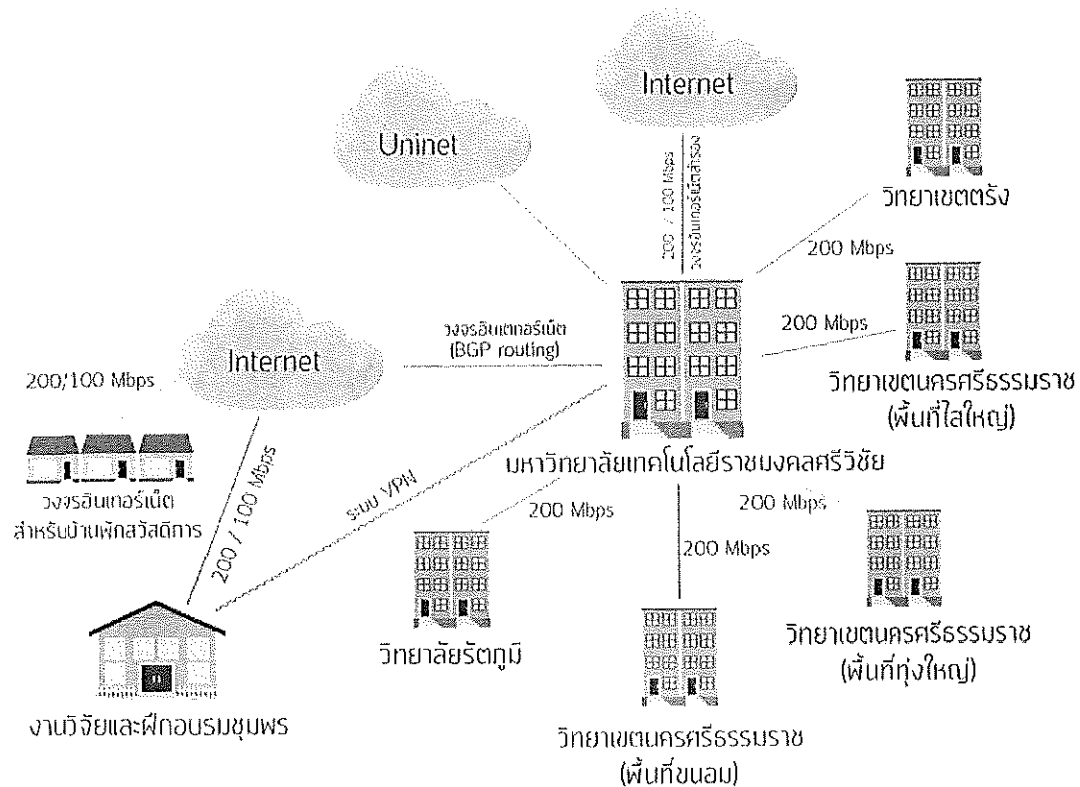 Internet
Uninet
200 / 100 Mbps
วงจรอินเทอร์เน็ตสำรอง
วิทยาเขตตรัง
200 Mbps
200 Mbps
วงจรอินเตทอร์เน็ต
(BGP routing)
Internet
200/100 Mbps
วิทยาเขตนครศรีธรรมราช
(พื้นที่ไสใหญ่)
มหาวิทยาลัยเทคโนโลยีราชมงคลศรีวิชัย
วงจรอินเทอร์เน็ต
สำหรับบ้านพักสวัสดิการ
200 / 100 Mbps
ระบบ VPN
200 Mbps
200 Mbps
200 Mbps
วิทยาลัยรัตภูมิ
วิทยาเขตนครศรีธรรมราช
(พื้นที่ทุ่งใหญ่)
งานวิจัยและฝึกอบรมชุมพร
วิทยาเขตนครศรีธรรมราช
(พื้นที่ขนอม)